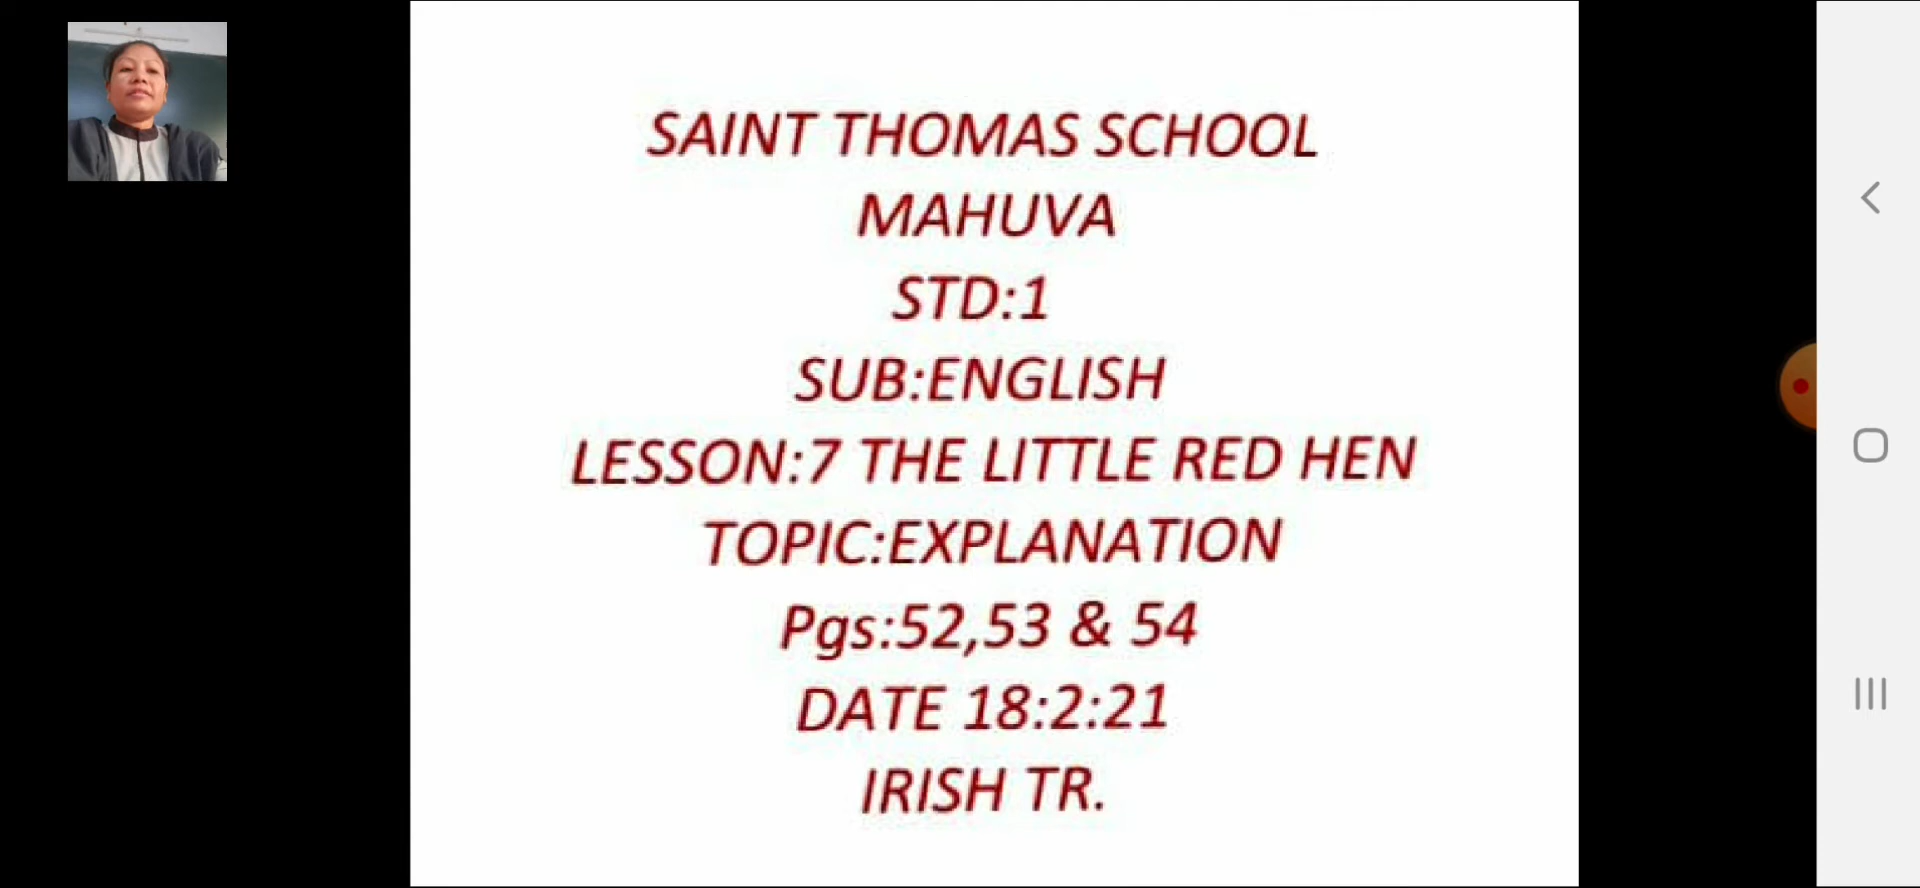 SAINT THOMAS SCHOOL
MAHUVA
STD:1
SUB:ENGLISH
LESSON:7 THE LITTLE RED HEN
TOPIC:EXPLANATION
Pgs:52,53 & 54
DATE 18:2:21
IRISH TR.